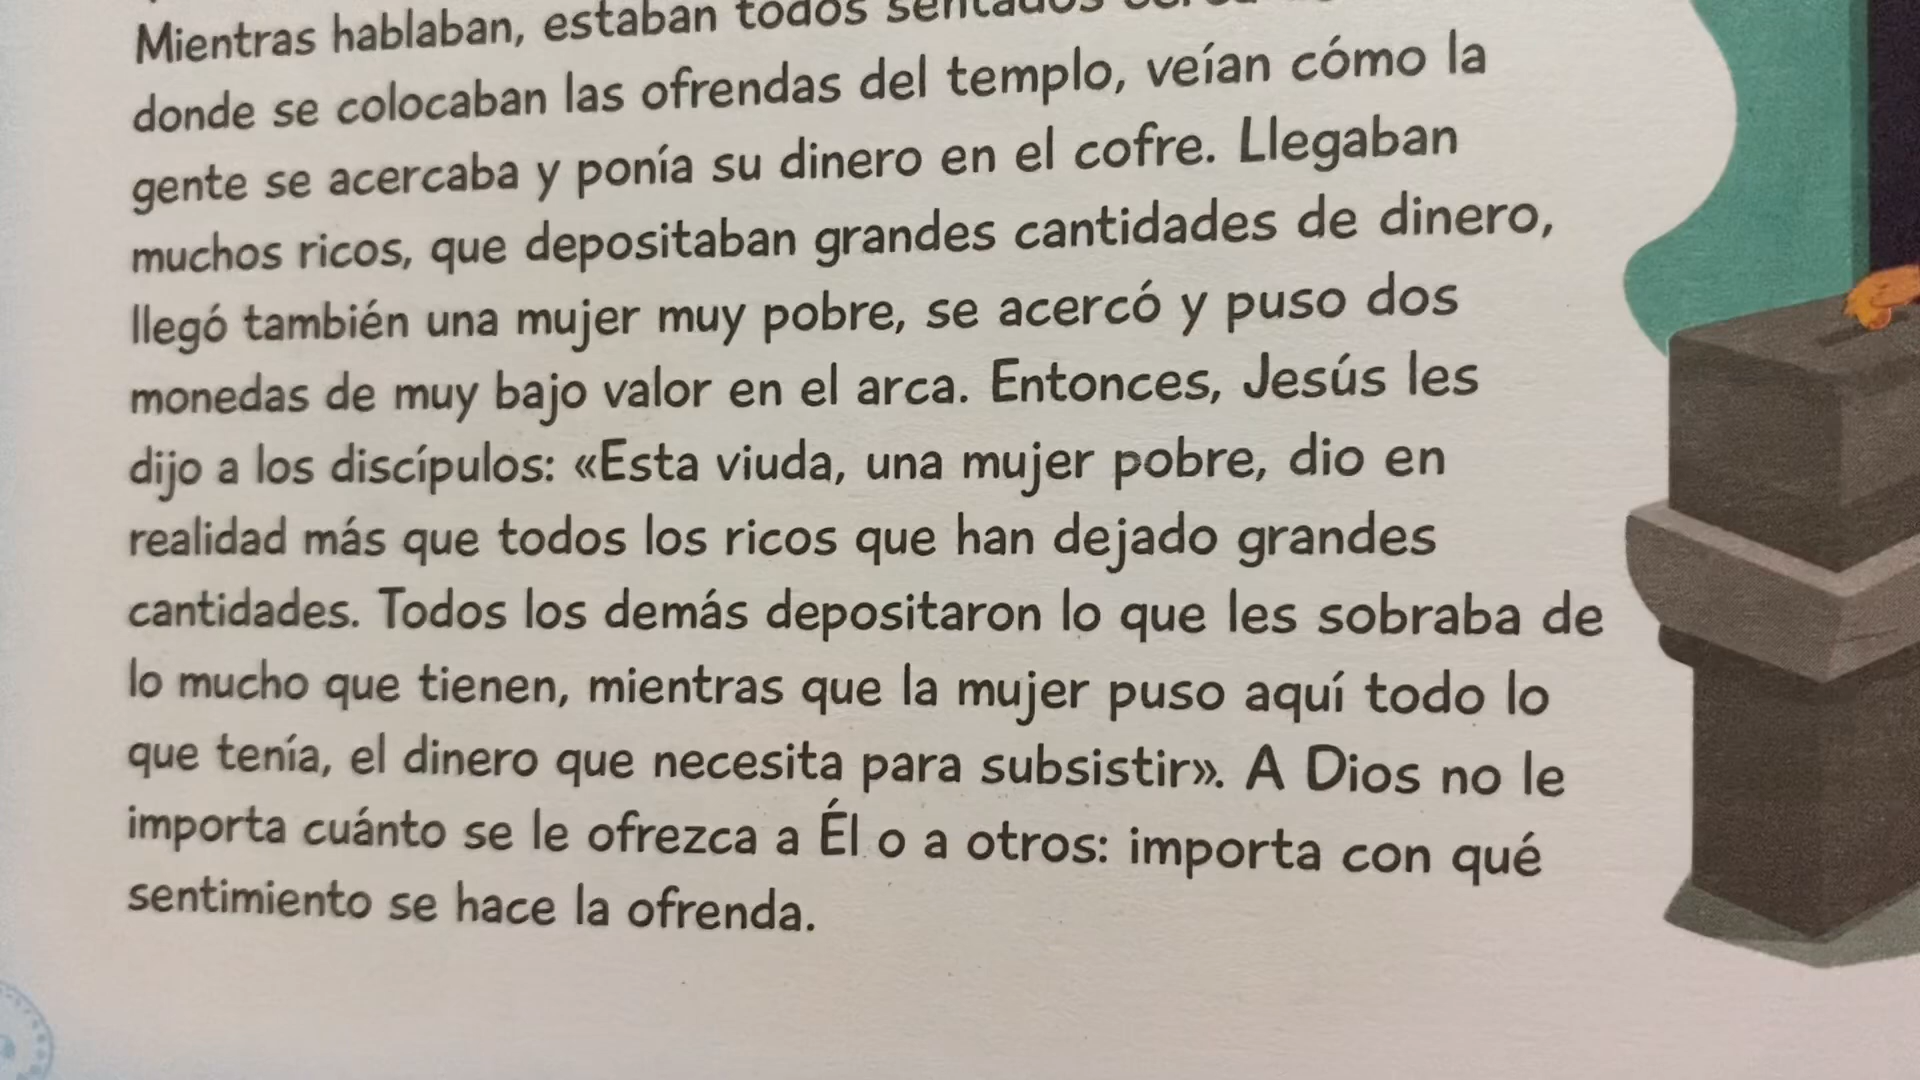 Mientras hablaban, estaban todos sentados
donde se colocaban las ofrendas del templo, veían cómo la
gente se acercaba y ponía su dinero en el cofre. Llegaban
muchos ricos, que depositaban grandes cantidades de dinero,
llegó también una mujer muy pobre, se acercó y puso dos
monedas de muy bajo valor en el arca. Entonces, Jesús les
dijo a los discípulos: «Esta viuda, una mujer pobre, dio en
realidad más que todos los ricos que han dejado grandes
cantidades. Todos los demás depositaron lo que les sobraba de
lo mucho que tienen, mientras que la mujer puso aquí todo lo
que tenía, el dinero que necesita para subsistir». A Dios no le
importa cuánto se le ofrezca a Él o a otros: importa con qué
sentimiento se hace la ofrenda.